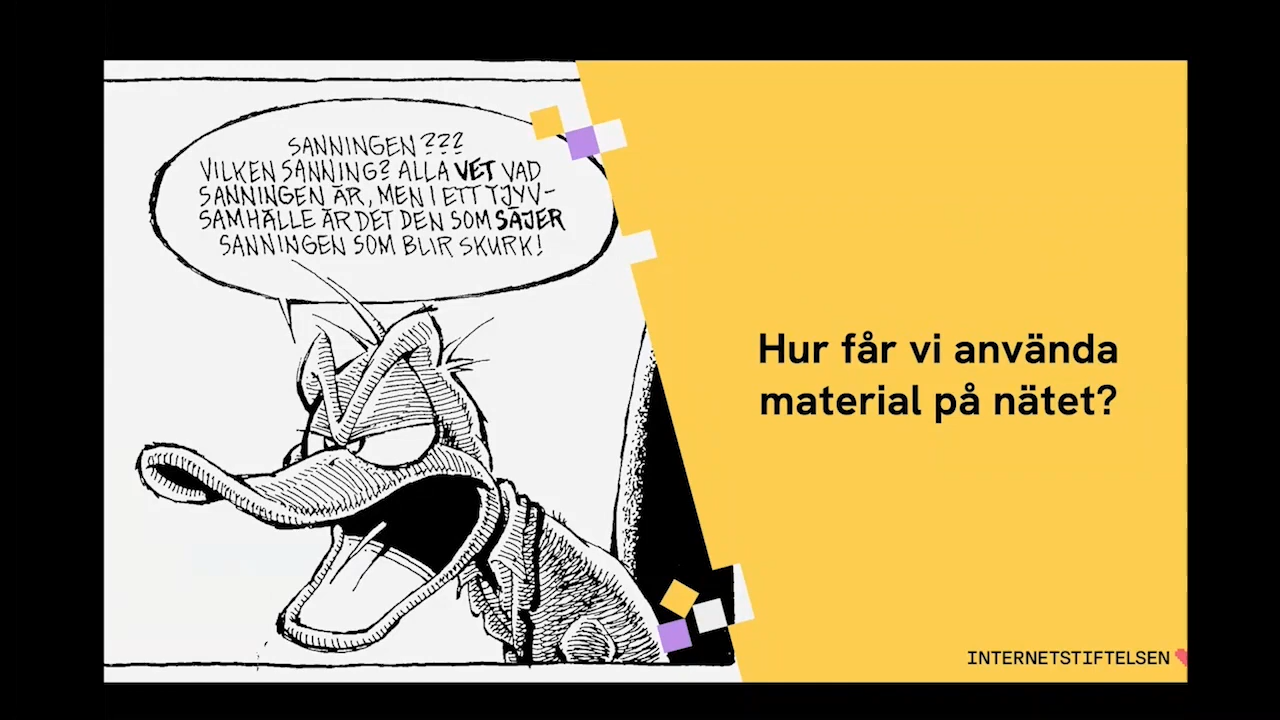 SANNINGEN???
VILKEN SANNING? ALLA VET VAD
SANNINGEN ÄR, MEN I ETT TJYV-
SAMHÄLLE ÄR DET DEN SOM SÄJER
SANNINGEN SOM BLIR SKURK!
Hur får vi använda
material på nätet?
INTERNETSTIFTELSEN